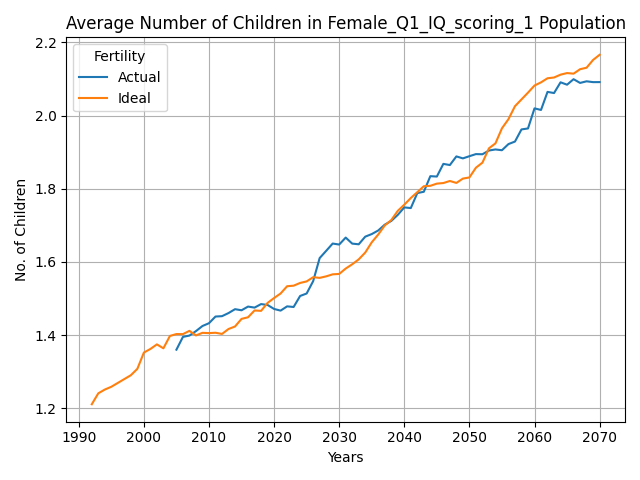 Average Number of Children in Female_Q1_IQ_scoring_1 Population
Fertility
Actual
Ideal
2.2
2.0
1.8
1.6
1.4
1.2
No. of Children
1990 2000 2010 2020 2030 2040 2050 2060 2070
Years